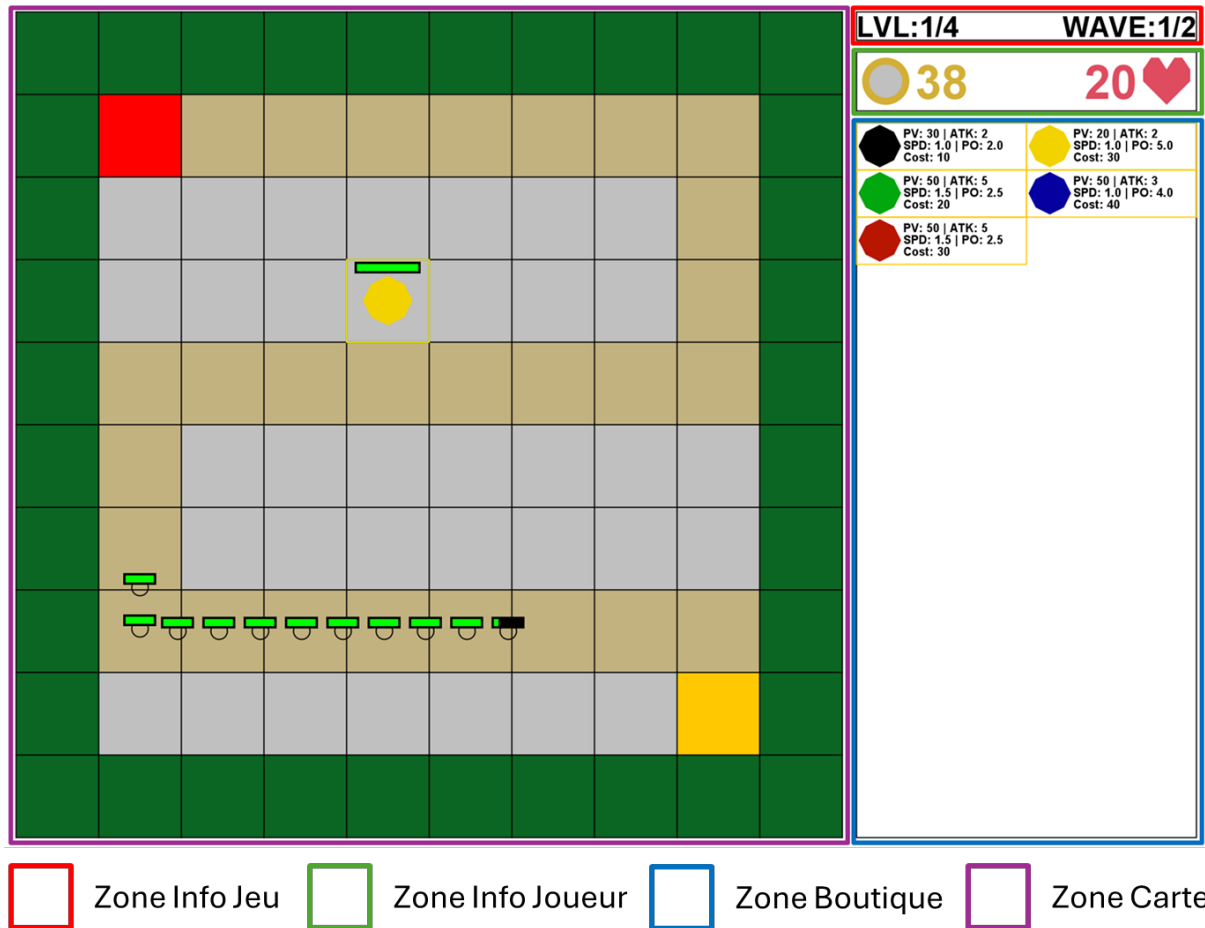 LVL:1/4 WAVE:1/2
38 20
PV: 30 | ATK: 2
SPD: 1.0 | PO: 2.0
Cost: 10
PV: 20 | ATK: 2
SPD: 1.0 | PO: 5.0
Cost: 30
PV: 50 | ATK: 5
SPD: 1.5 | PO: 2.5
Cost: 20
PV: 50 | ATK: 3
SPD: 1.0 | PO: 4.0
Cost: 40
PV: 50 | ATK: 5
SPD: 1.5 | PO: 2.5
Cost: 30
Zone Info Jeu Zone Info Joueur Zone Boutique Zone Carte